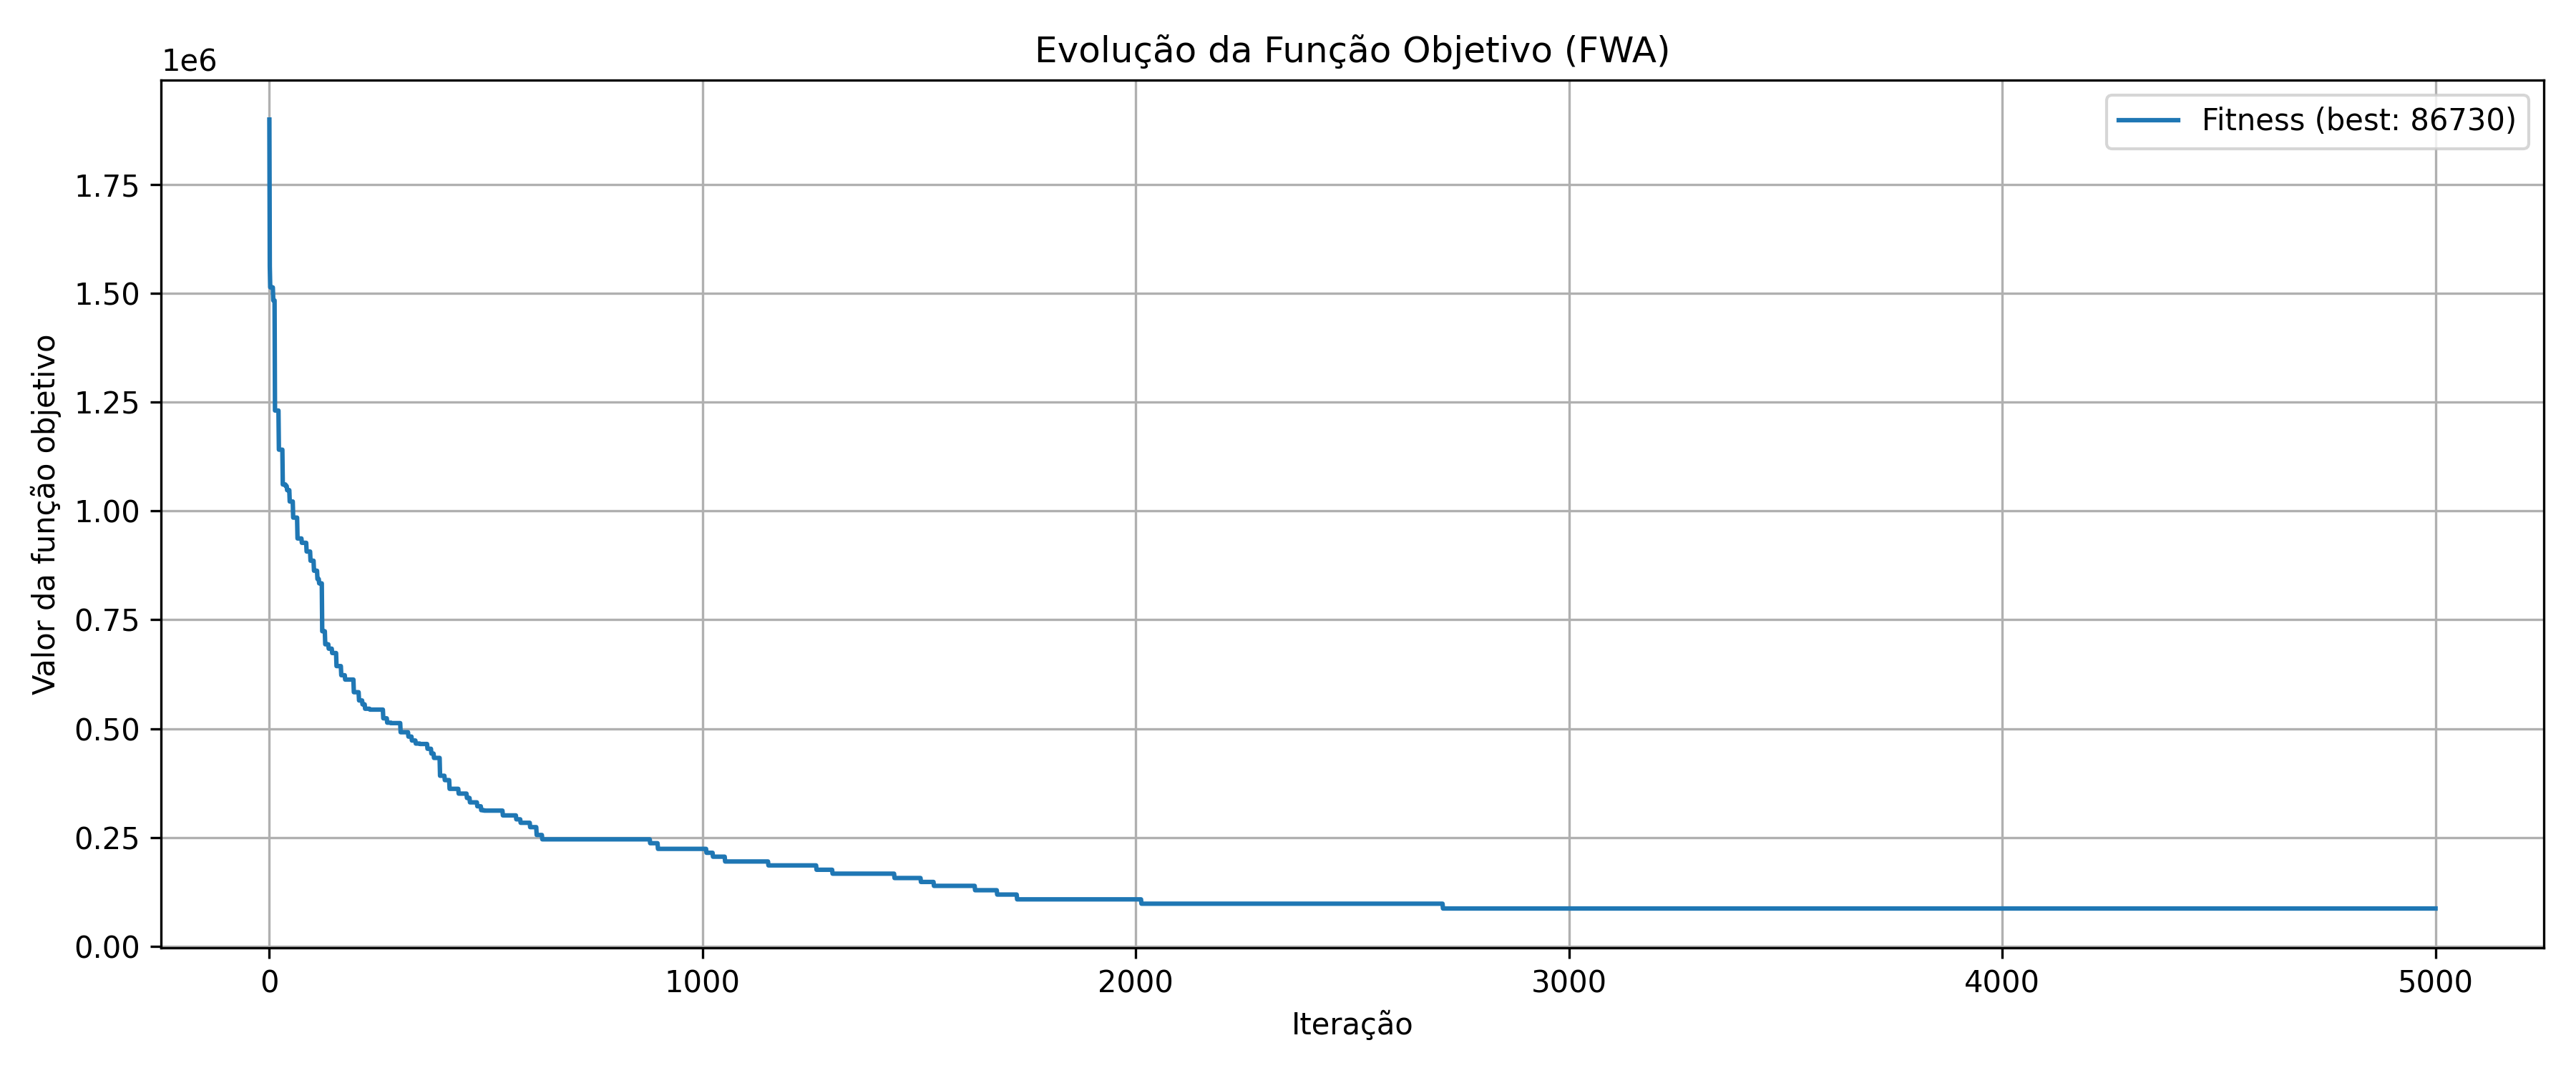 Evolução da Função Objetivo (FWA)
1e6
Fitness (best: 86730)
Valor da função objetivo
1.75
1.50
1.25
1.00
0.75
0.50
0.25
0.00
0 1000 2000 3000 4000 5000
Iteração